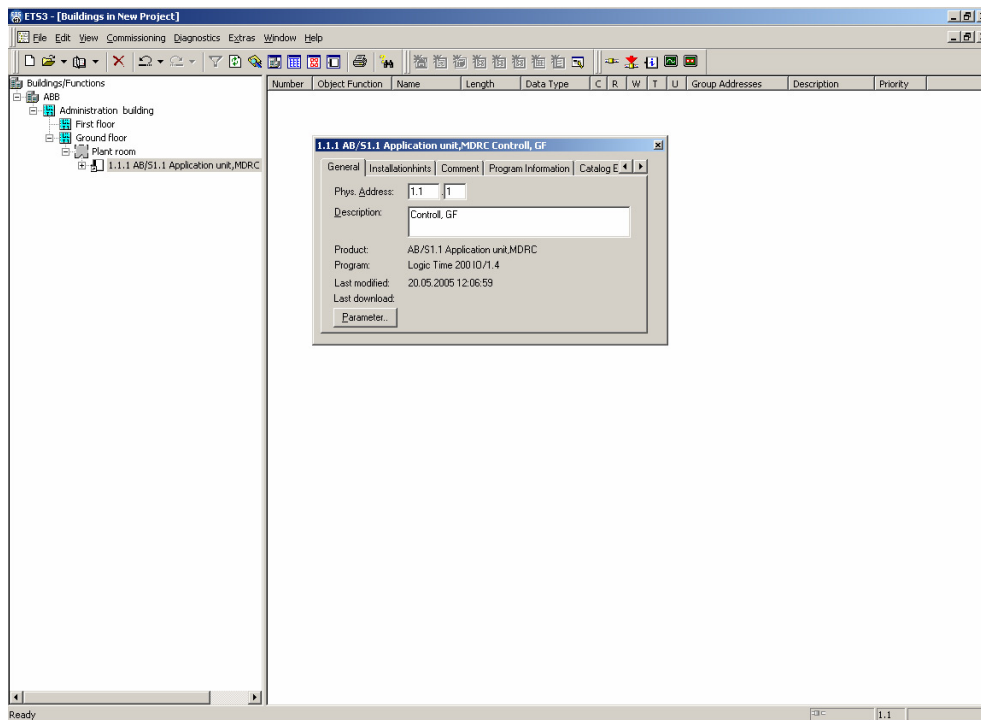 ETS3 - [Buildings in New Project]
File Edit View Commissioning Diagnostics Extras Window Help
Buildings/Functions
Number Object Function Name Length Data Type C R W T U Group Addresses Description Priority
ABB
Administration building
First floor
Ground floor
Plant room
1.1.1 AB/S1.1 Application unit,MDRC
1.1.1 AB/S1.1 Application unit,MDRC Controll, GF
General Installationhints Comment Program Information Catalog E
Phys. Address: 1.1 . 1
Description: Controll, GF
Product: AB/S1.1 Application unit,MDRC
Program: Logic Time 200 IO/1.4
Last modified: 20.05.2005 12:06:59
Last download:
Parameter..
Ready 1.1